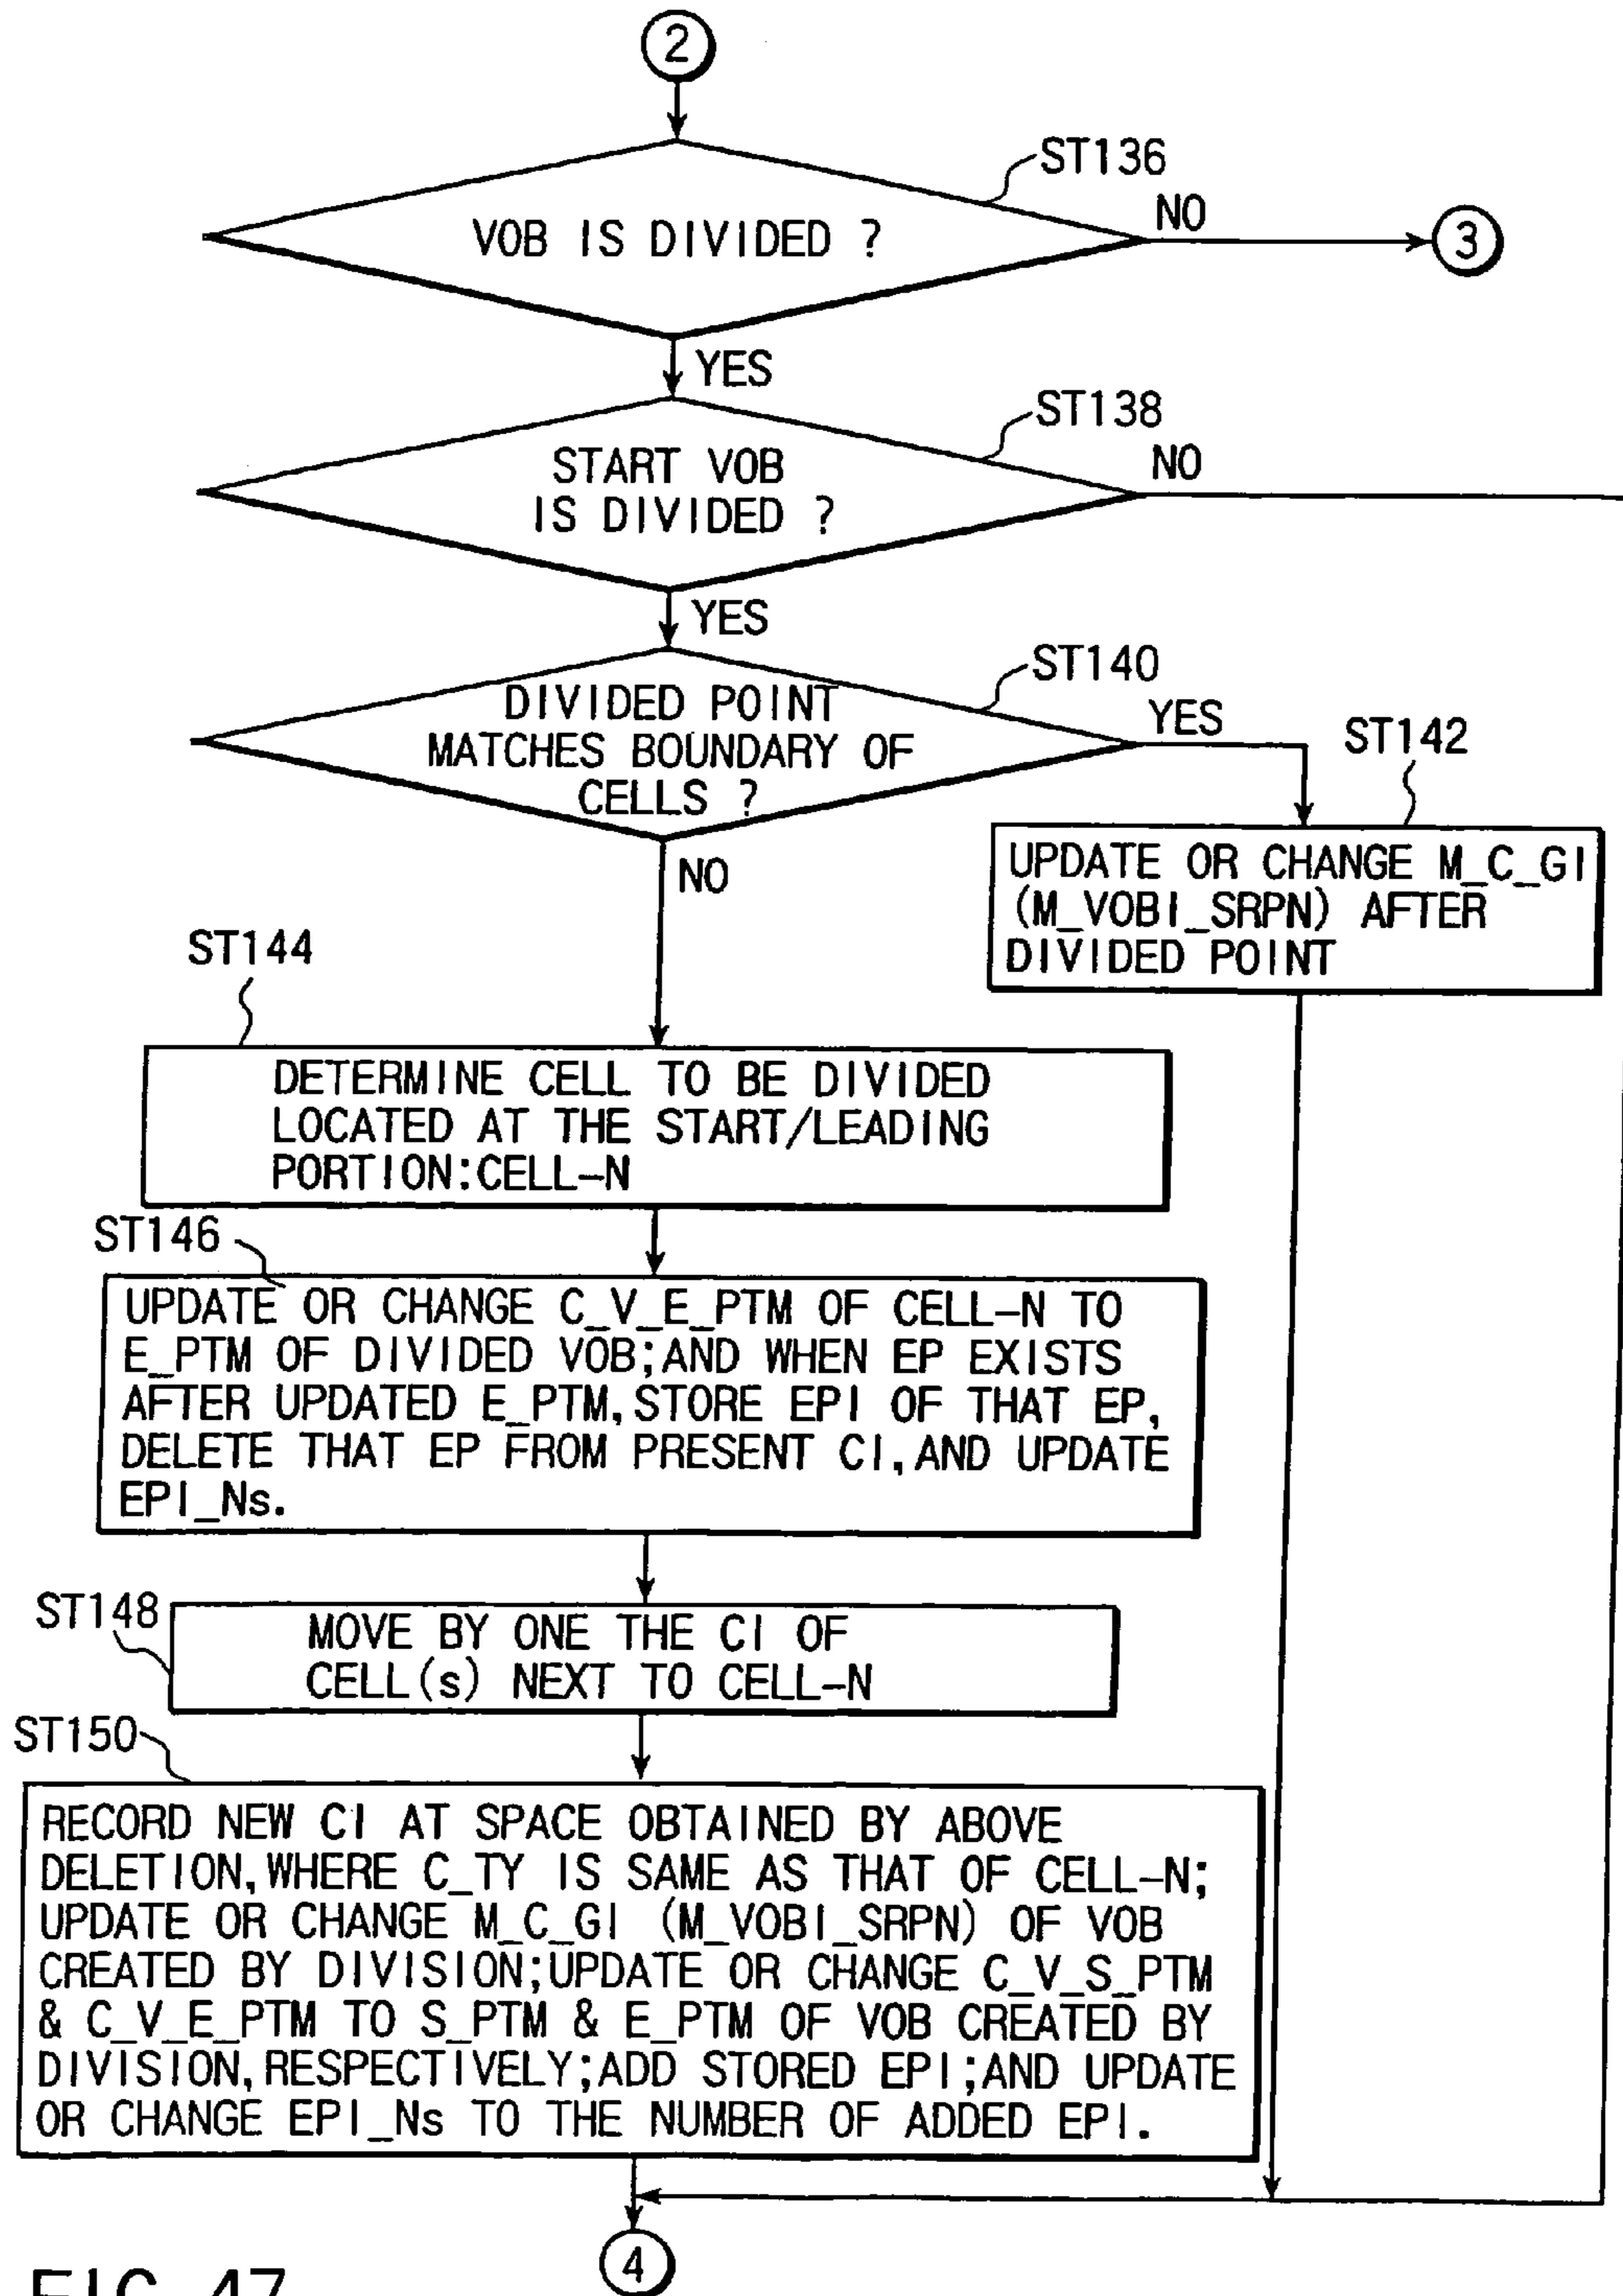 2
ST136
VOB IS DIVIDED ?
NO
3
YES
ST138
START VOB
IS DIVIDED ?
NO
YES
ST140
DIVIDED POINT
MATCHES BOUNDARY OF
CELLS ?
YES
ST142
NO
UPDATE OR CHANGE M_C_GI
(M_VOBI_SRPN) AFTER
DIVIDED POINT
ST144
DETERMINE CELL TO BE DIVIDED
LOCATED AT THE START/LEADING
PORTION:CELL-N
ST146
UPDATE OR CHANGE C_V_E_PTM OF CELL-N TO
E_PTM OF DIVIDED VOB;AND WHEN EP EXISTS
AFTER UPDATED E_PTM,STORE EPI OF THAT EP,
DELETE THAT EP FROM PRESENT CI,AND UPDATE
EPI_Ns.
ST148
MOVE BY ONE THE CI OF
CELL(s) NEXT TO CELL-N
ST150
RECORD NEW CI AT SPACE OBTAINED BY ABOVE
DELETION,WHERE C_TY IS SAME AS THAT OF CELL-N;
UPDATE OR CHANGE M_C_GI (M_VOBI_SRPN) OF VOB
CREATED BY DIVISION;UPDATE OR CHANGE C_V_S_PTM
& C_V_E_PTM TO S_PTM & E_PTM OF VOB CREATED BY
DIVISION,RESPECTIVELY;ADD STORED EPI;AND UPDATE
OR CHANGE EPI_Ns TO THE NUMBER OF ADDED EPI.
4
FIG. 47